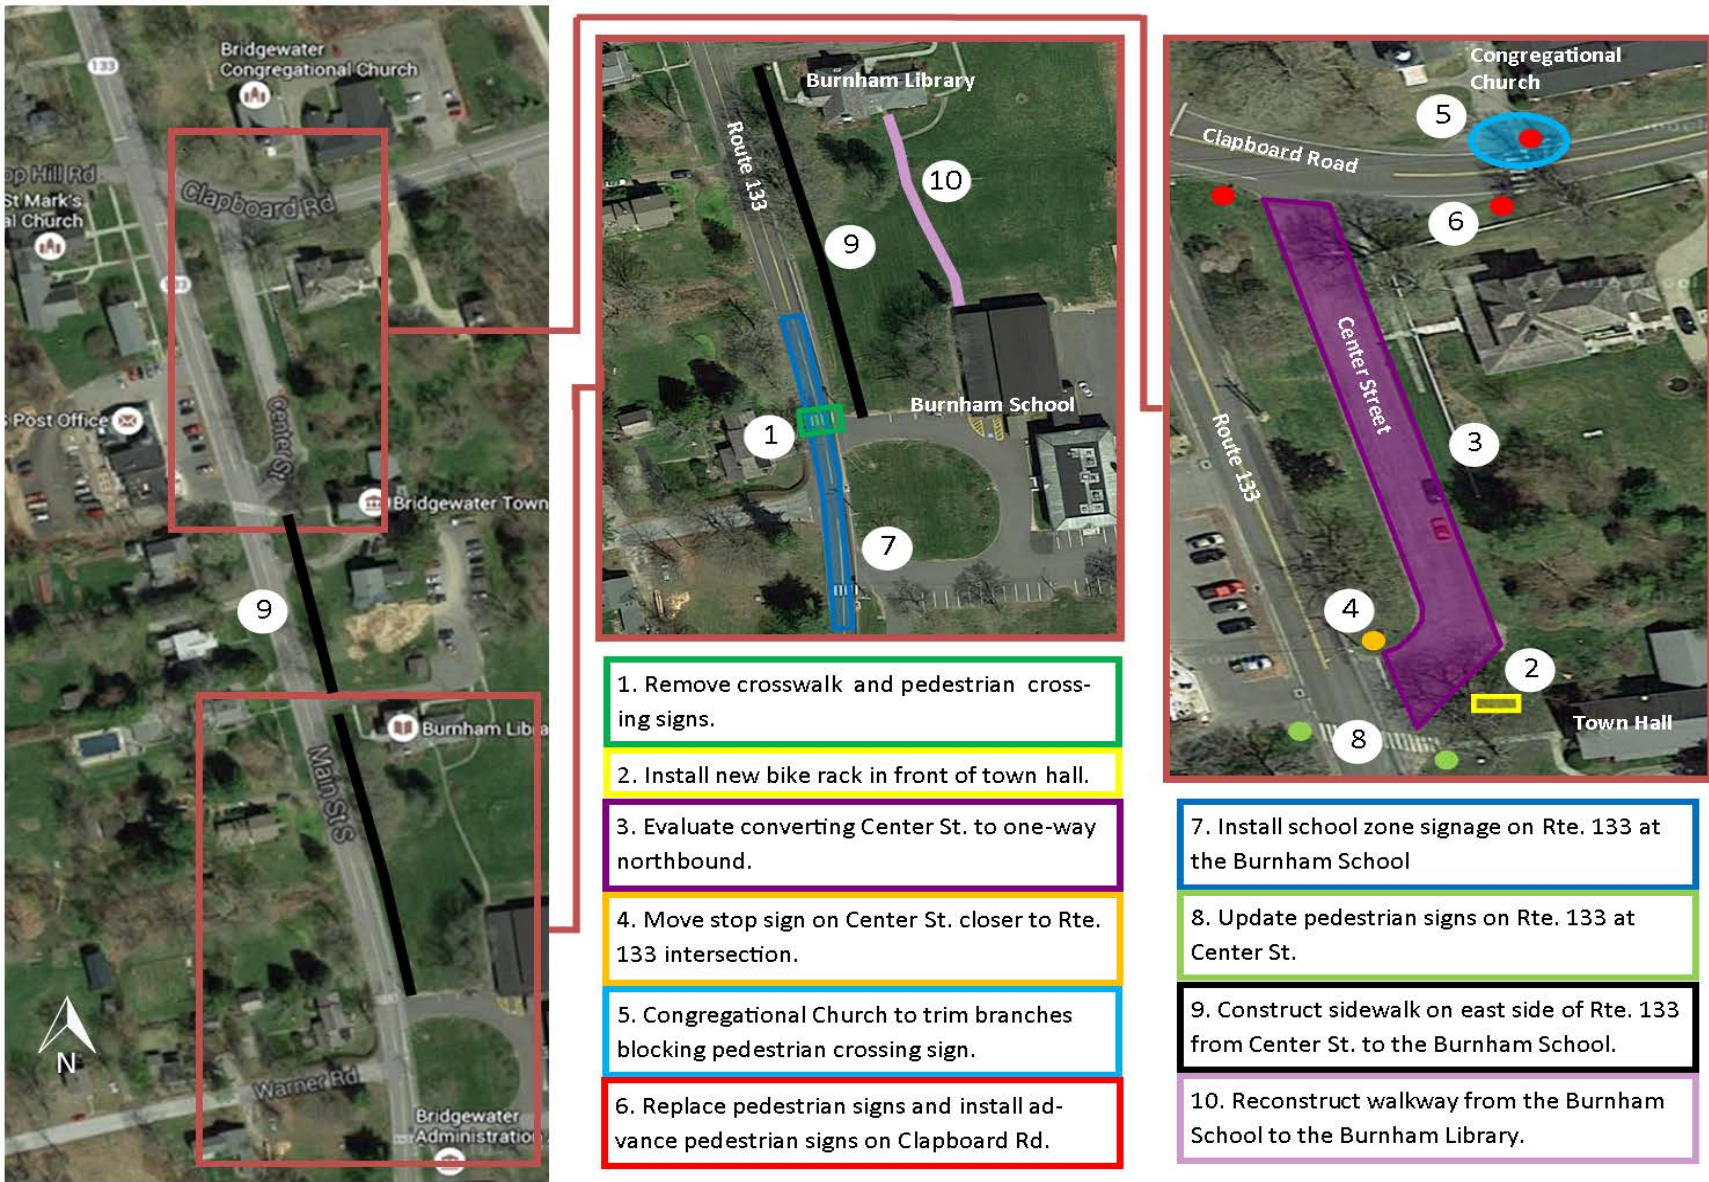 133
Bridgewater
Congregational Church
op Hill Rd
Clapboard Rd
St Mark's
al Church
133
Center St
Post Office
Bridgewater Town
9
Burnham Libra
Main St S
N
Warner Rd
Bridgewater
Administration
Burnham Library
Route 133
10
9
Burnham School
1
7
Congregational
Church
5
Clapboard Road
6
Center Street
Route 133
3
4
2
8
Town Hall
1. Remove crosswalk and pedestrian cross-
ing signs.
2. Install new bike rack in front of town hall.
3. Evaluate converting Center St. to one-way
northbound.
4. Move stop sign on Center St. closer to Rte.
133 intersection.
5. Congregational Church to trim branches
blocking pedestrian crossing sign.
6. Replace pedestrian signs and install ad-
vance pedestrian signs on Clapboard Rd.
7. Install school zone signage on Rte. 133 at
the Burnham School
8. Update pedestrian signs on Rte. 133 at
Center St.
9. Construct sidewalk on east side of Rte. 133
from Center St. to the Burnham School.
10. Reconstruct walkway from the Burnham
School to the Burnham Library.